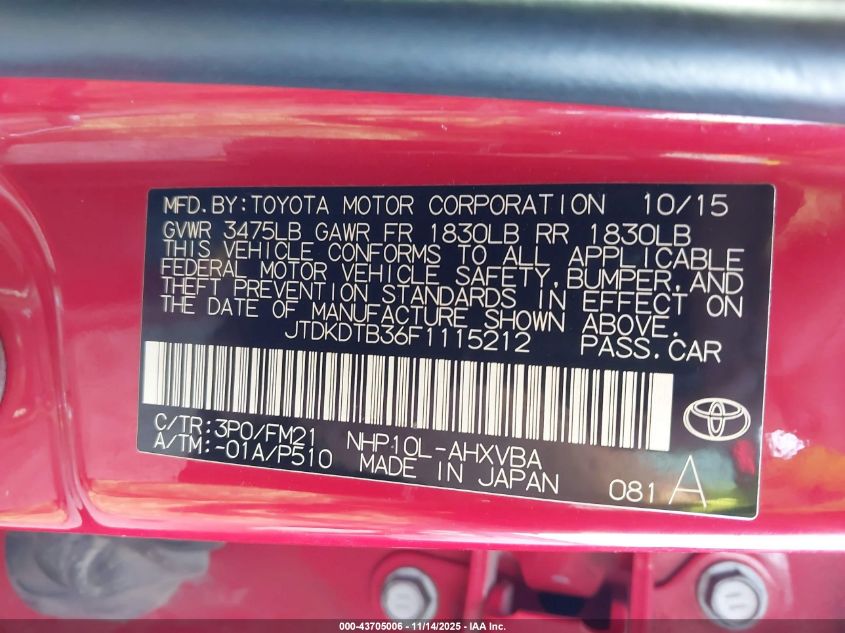 MFD.BY:TOYOTA MOTOR CORPORATION 10/15
GVWR 3475LB GAWR FR 1830LB RR 1830LB
THIS VEHICLE CONFORMS TO ALL APPLICABLE
FEDERAL MOTOR VEHICLE SAFETY,BUMPER,AND
THEFT PREVENTION STANDARDS IN EFFECT ON
THE DATE OF MANUFACTURE SHOWN ABOVE.
JTDKDTB36F1115212 PASS.CAR
C/TR:3P0/FM21 NHP10L-AHXVBA
A/TM:-01A/P510 MADE IN JAPAN 081 A
000-43705006 - 11/14/2025 - IAA Inc.